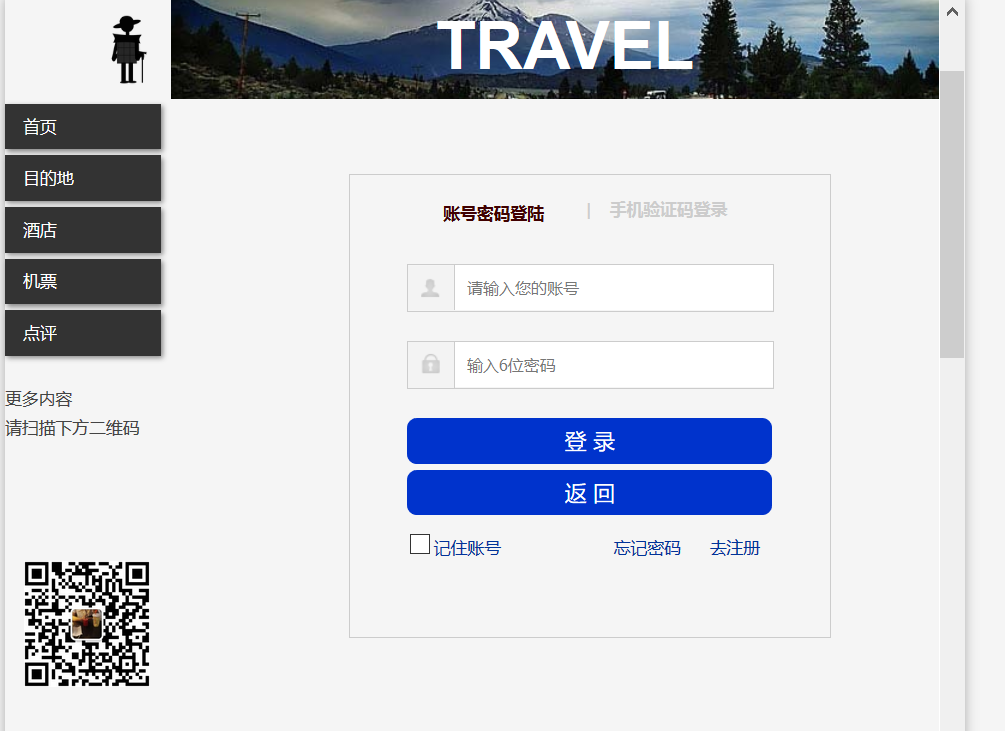 TRAVEL
首页
目的地
酒店
机票
点评
更多内容
请扫描下方二维码
账号密码登陆 | 手机验证码登录
请输入您的账号
输入6位密码
登 录
返 回
记住账号 忘记密码 去注册